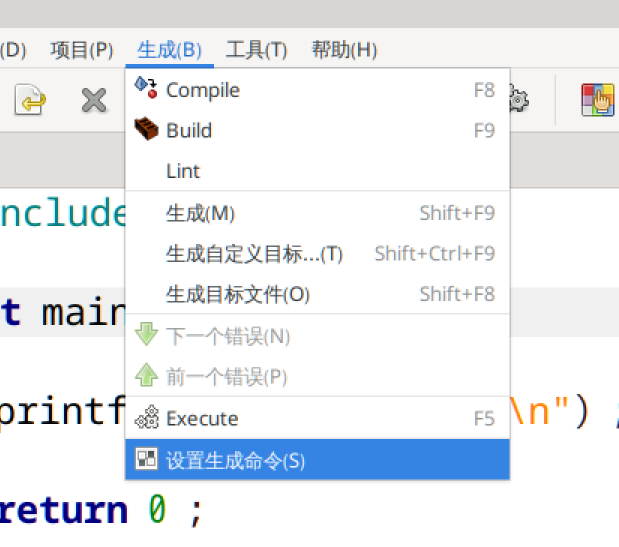 (D) 项目(P) 生成(B) 工具(T) 帮助(H)
Compile F8
Build F9
Lint
nclude
生成(M) Shift+F9
生成自定义目标...(T) Shift+Ctrl+F9
生成目标文件(O) Shift+F8
t main
下一个错误(N)
前一个错误(P)
printf \n") ;
Execute F5
设置生成命令(S)
return 0 ;